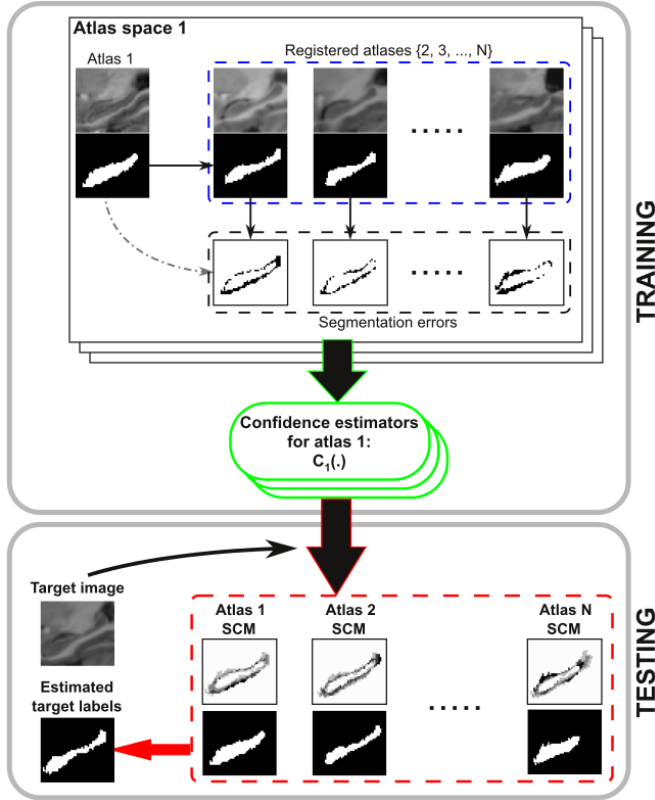 Atlas space 1
Atlas 1
Registered atlases {2, 3, ..., N}
.....
.....
Segmentation errors
TRAINING
Confidence estimators
for atlas 1:
C₁(.)
Target image
Estimated
target labels
Atlas 1
SCM
Atlas 2
SCM
Atlas N
SCM
.....
TESTING